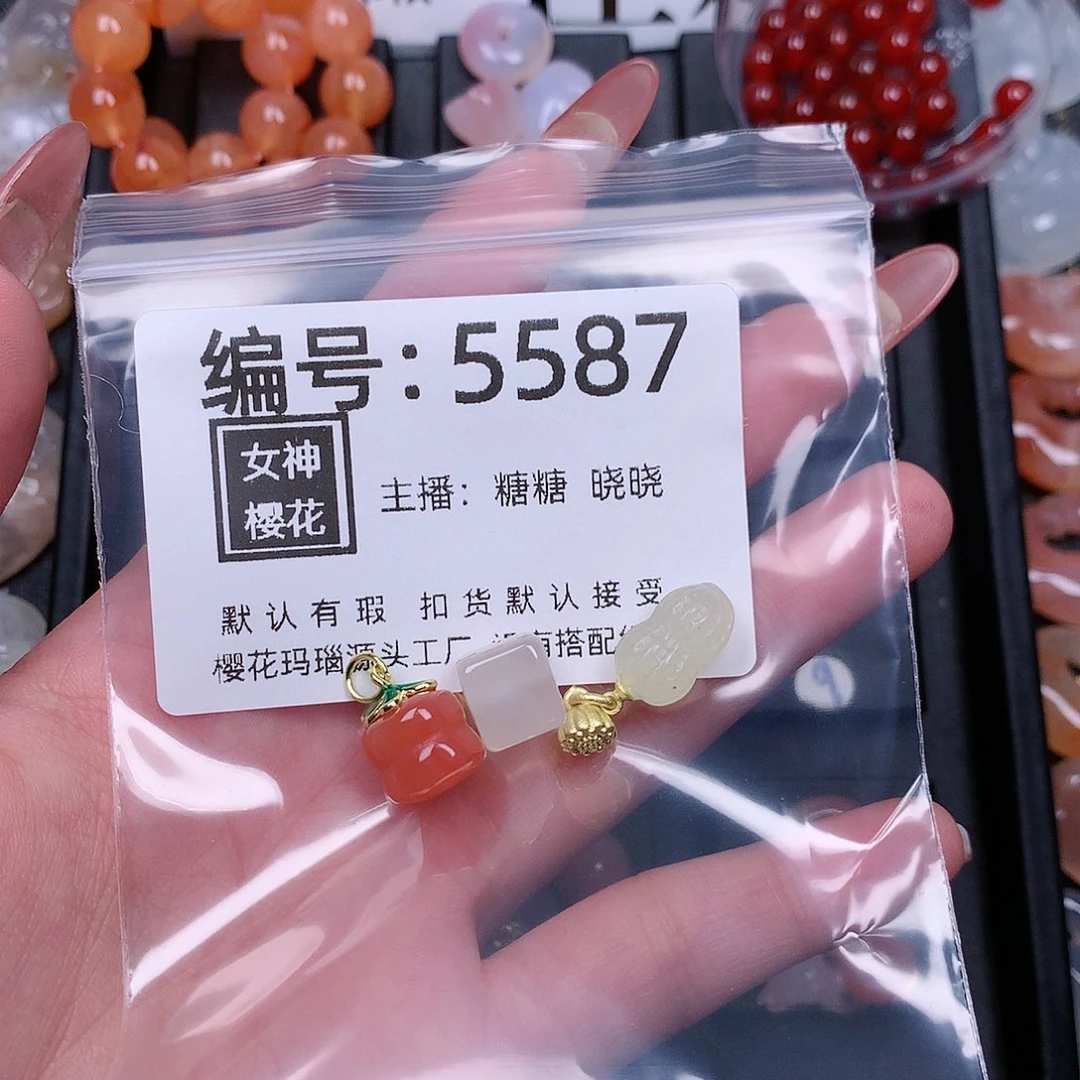 编号:5587
女神
樱花
主播：糖糖 晓晓
默认有瑕 扣货默认接受
樱花玛瑙源头工厂 没有搭配
9